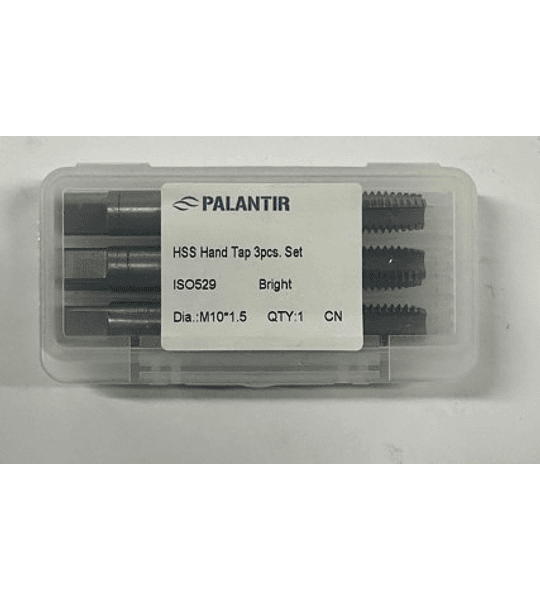 PALANTIR
HSS Hand Tap 3pcs. Set
ISO529 Bright
Dia.:M10*1.5 QTY:1 CN